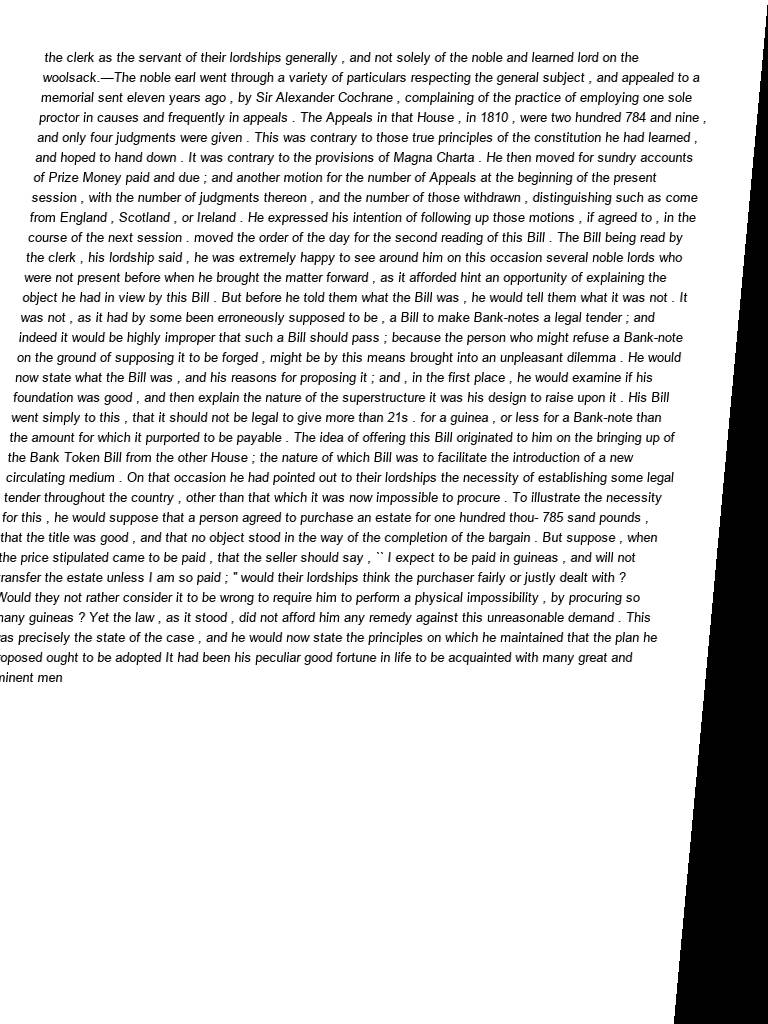 the clerk as the servant of their lordships generally , and not solely of the noble and learned lord on the
woolsack.—The noble earl went through a variety of particulars respecting the general subject , and appealed to a
memorial sent eleven years ago , by Sir Alexander Cochrane , complaining of the practice of employing one sole
proctor in causes and frequently in appeals . The Appeals in that House , in 1810 , were two hundred 784 and nine ,
and only four judgments were given . This was contrary to those true principles of the constitution he had learned ,
and hoped to hand down . It was contrary to the provisions of Magna Charta . He then moved for sundry accounts
of Prize Money paid and due ; and another motion for the number of Appeals at the beginning of the present
session , with the number of judgments thereon , and the number of those withdrawn , distinguishing such as come
from England , Scotland , or Ireland . He expressed his intention of following up those motions , if agreed to , in the
course of the next session . moved the order of the day for the second reading of this Bill . The Bill being read by
the clerk , his lordship said , he was extremely happy to see around him on this occasion several noble lords who
were not present before when he brought the matter forward , as it afforded hint an opportunity of explaining the
object he had in view by this Bill . But before he told them what the Bill was , he would tell them what it was not . It
was not , as it had by some been erroneously supposed to be , a Bill to make Bank-notes a legal tender ; and
indeed it would be highly improper that such a Bill should pass ; because the person who might refuse a Bank-note
on the ground of supposing it to be forged , might be by this means brought into an unpleasant dilemma . He would
now state what the Bill was , and his reasons for proposing it ; and , in the first place , he would examine if his
foundation was good , and then explain the nature of the superstructure it was his design to raise upon it . His Bill
went simply to this , that it should not be legal to give more than 21s . for a guinea , or less for a Bank-note than
the amount for which it purported to be payable . The idea of offering this Bill originated to him on the bringing up of
the Bank Token Bill from the other House ; the nature of which Bill was to facilitate the introduction of a new
circulating medium . On that occasion he had pointed out to their lordships the necessity of establishing some legal
tender throughout the country , other than that which it was now impossible to procure . To illustrate the necessity
for this , he would suppose that a person agreed to purchase an estate for one hundred thou- 785 sand pounds ,
that the title was good , and that no object stood in the way of the completion of the bargain . But suppose , when
the price stipulated came to be paid , that the seller should say , `` I expect to be paid in guineas , and will not
ransfer the estate unless I am so paid ; " would their lordships think the purchaser fairly or justly dealt with ?
Would they not rather consider it to be wrong to require him to perform a physical impossibility , by procuring so
many guineas ? Yet the law , as it stood , did not afford him any remedy against this unreasonable demand . This
as precisely the state of the case , and he would now state the principles on which he maintained that the plan he
roposed ought to be adopted It had been his peculiar good fortune in life to be acquainted with many great and
minent men